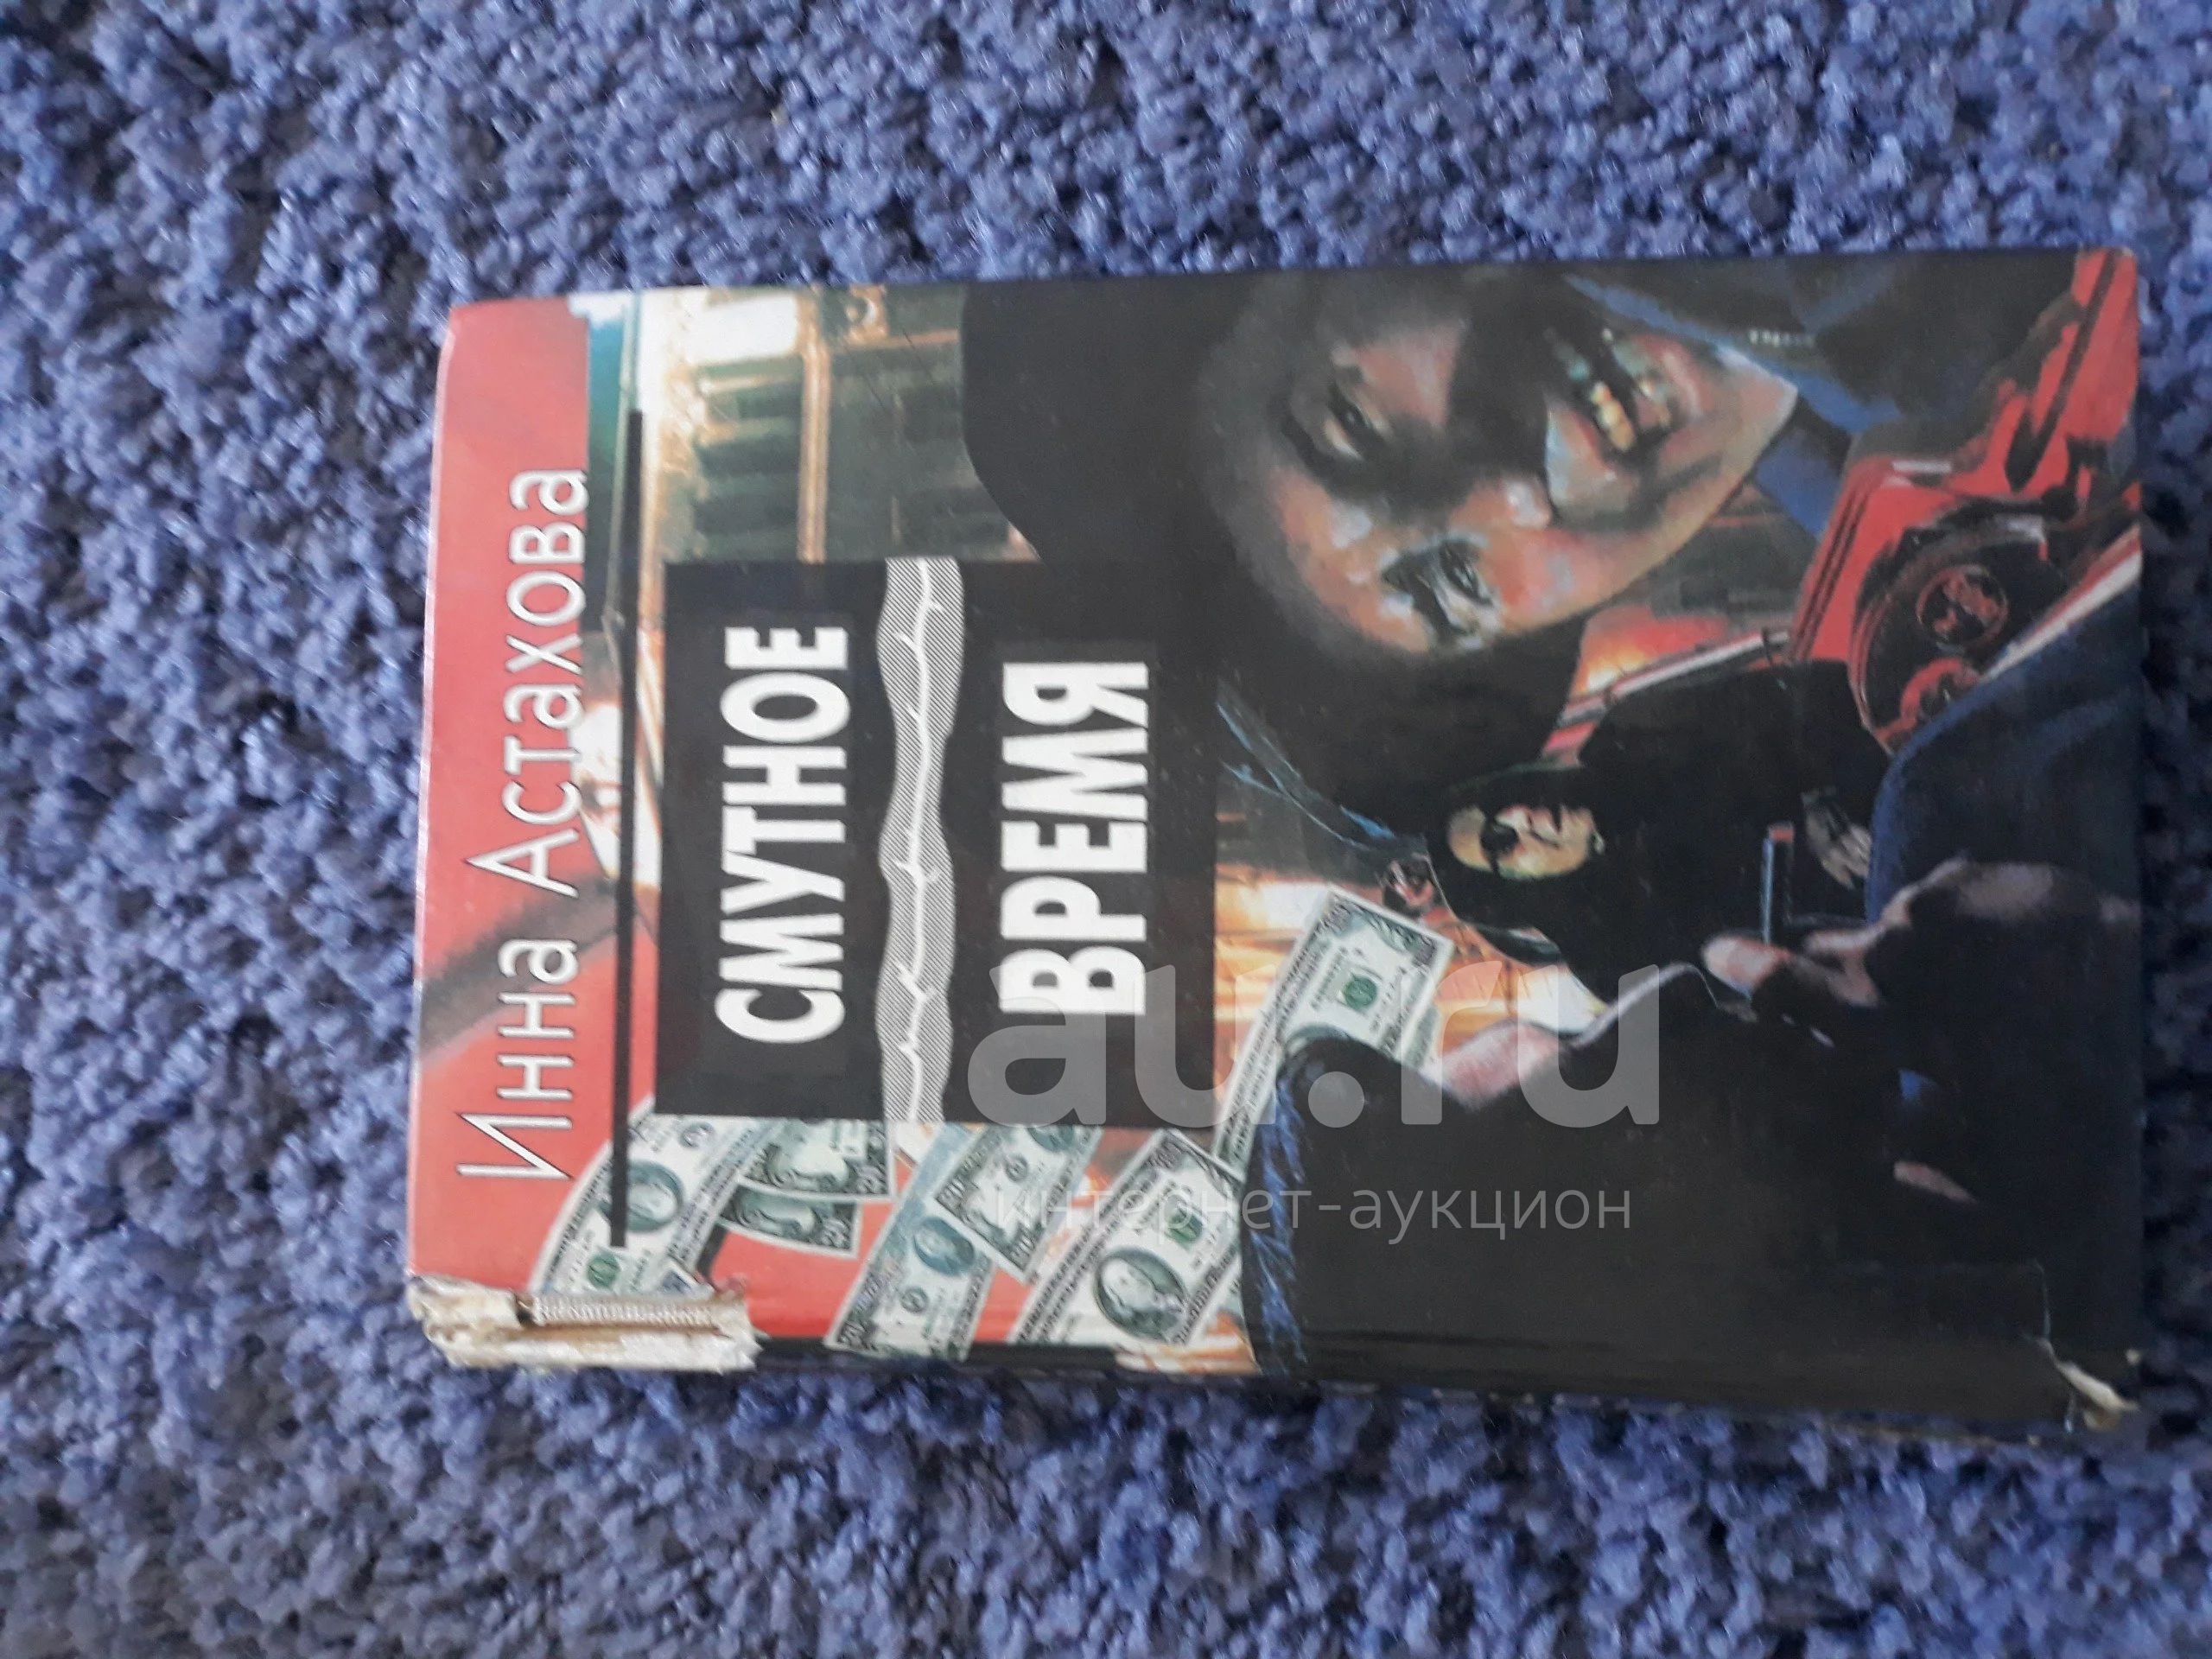 Инна Астахова
СМУТНОЕ
ВРЕМЯ
au.ru
интернет-аукцион